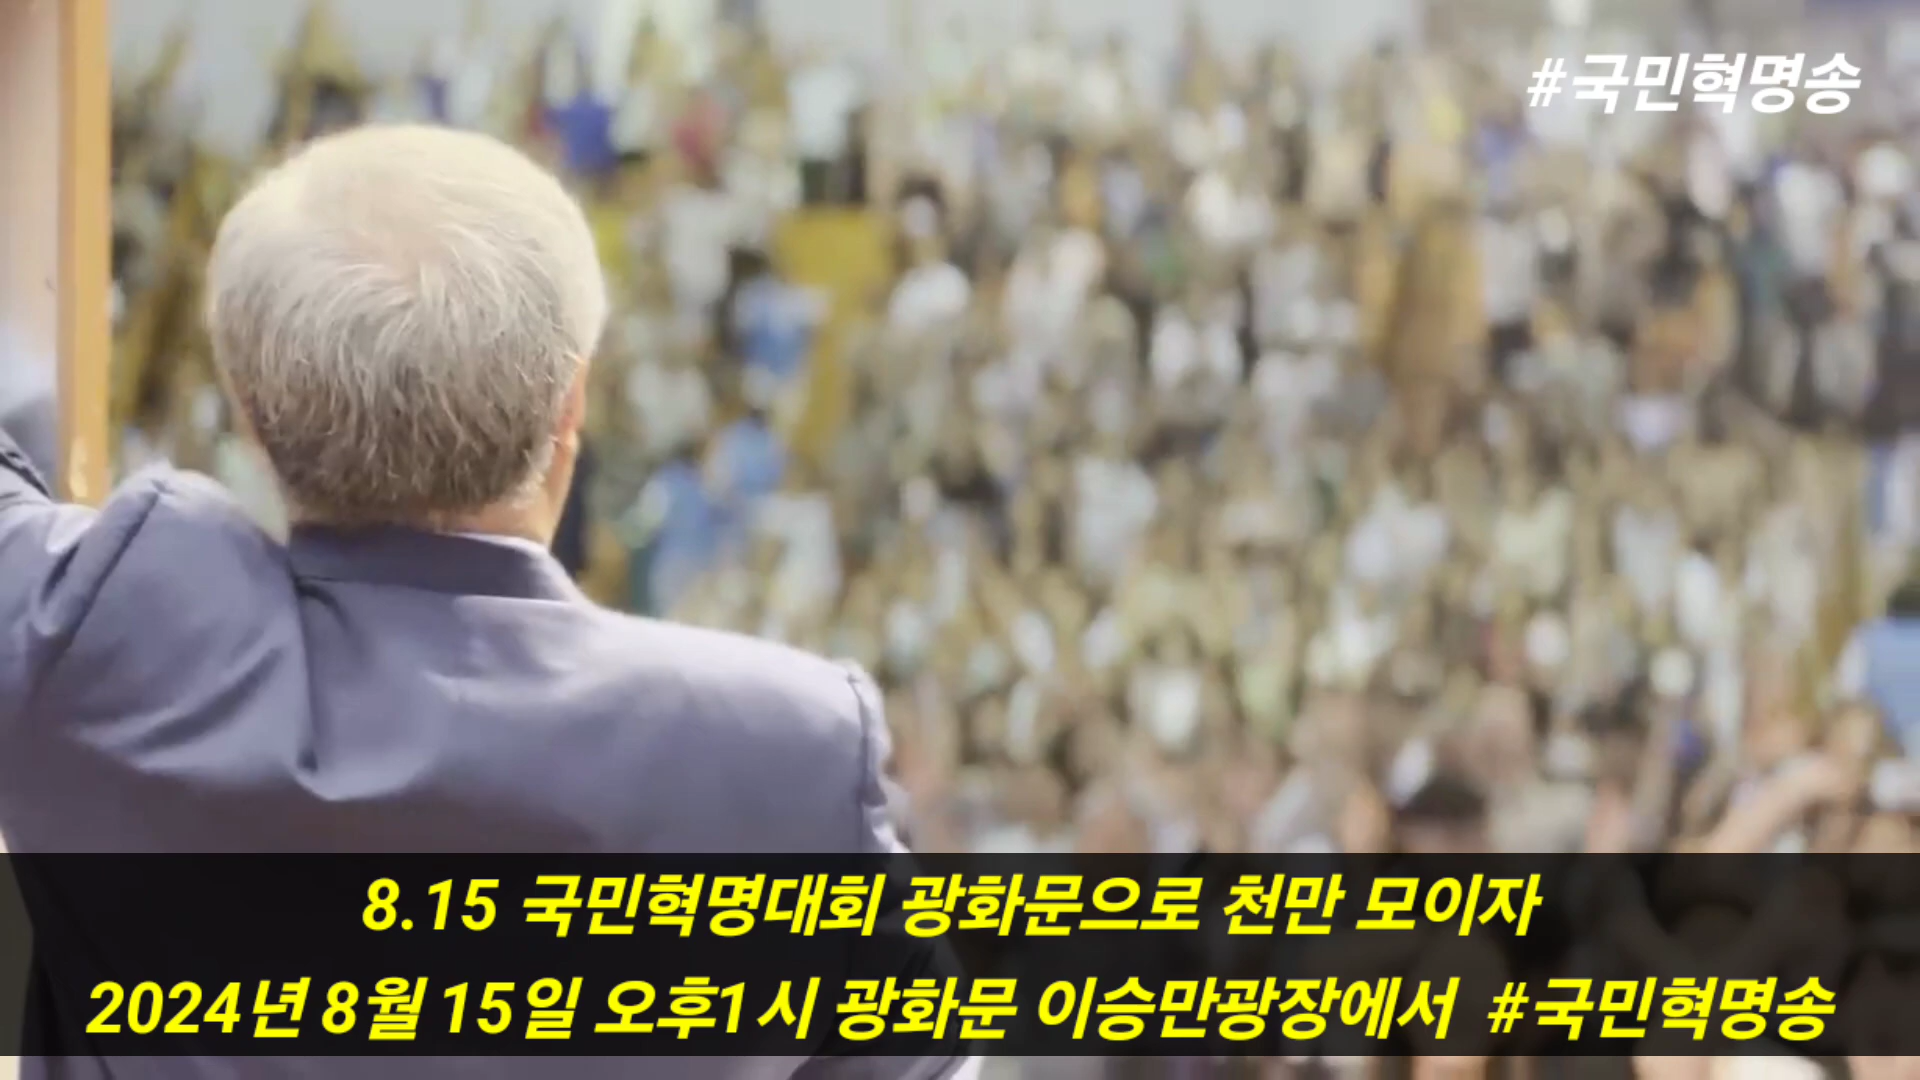 #국민혁명송
8.15 국민혁명대회 광화문으로 천만 모이자
2024년 8월 15일 오후1시 광화문 이승만광장에서 #국민혁명송